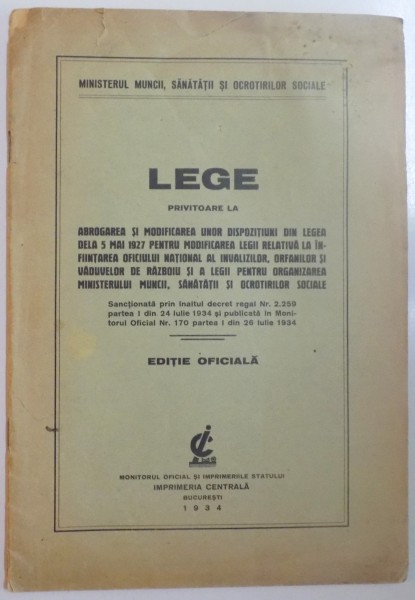 MINISTERUL MUNCII, SĂNĂTĂȚII ȘI OCROTIRILOR SOCIALE
LEGE
PRIVITOARE LA
ABROGAREA ȘI MODIFICAREA UNOR DISPOZIȚIUNI DIN LEGEA
DELA 5 MAI 1927 PENTRU MODIFICAREA LEGII RELATIVĂ LA ÎN-
FIINȚAREA OFICIULUI NAȚIONAL AL INVALIZILOR, ORFANILOR ȘI
VĂDUVELOR DE RĂZBOIU ȘI A LEGII PENTRU ORGANIZAREA
MINISTERULUI MUNCII, SĂNĂTĂȚII ȘI OCROTIRILOR SOCIALE
Sancționată prin înaltul decret regal Nr. 2.259
partea I din 24 Iulie 1934 și publicată în Moni-
torul Oficial Nr. 170 partea I din 26 Iulie 1934
EDIȚIE OFICIALĂ
MONITORUL OFICIAL ȘI IMPRIMERIILE STATULUI
IMPRIMERIA CENTRALĂ
BUCUREȘTI
1934